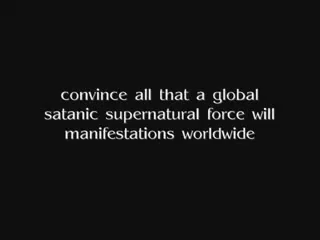 convince all that a global
satanic supernatural force will
manifestations worldwide